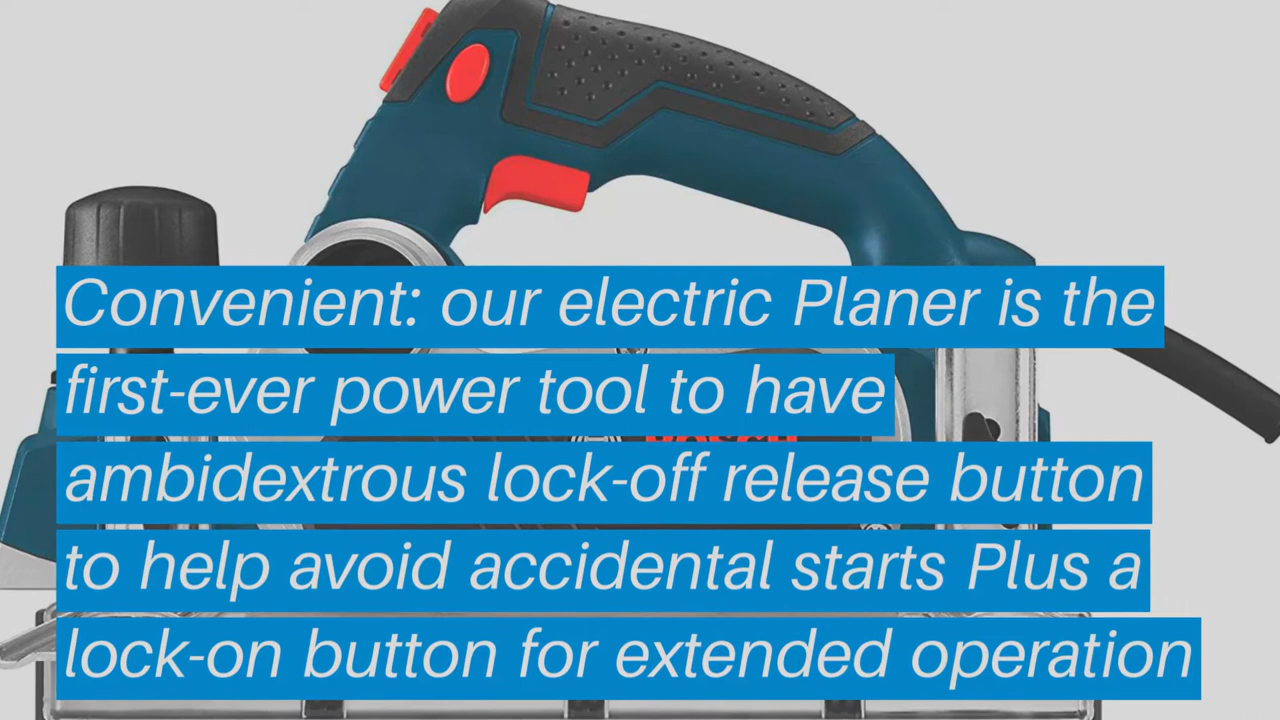 Convenient: our electric Planer is the
first-ever power tool to have
ambidextrous lock-off release button
to help avoid accidental starts Plus a
lock-on button for extended operation